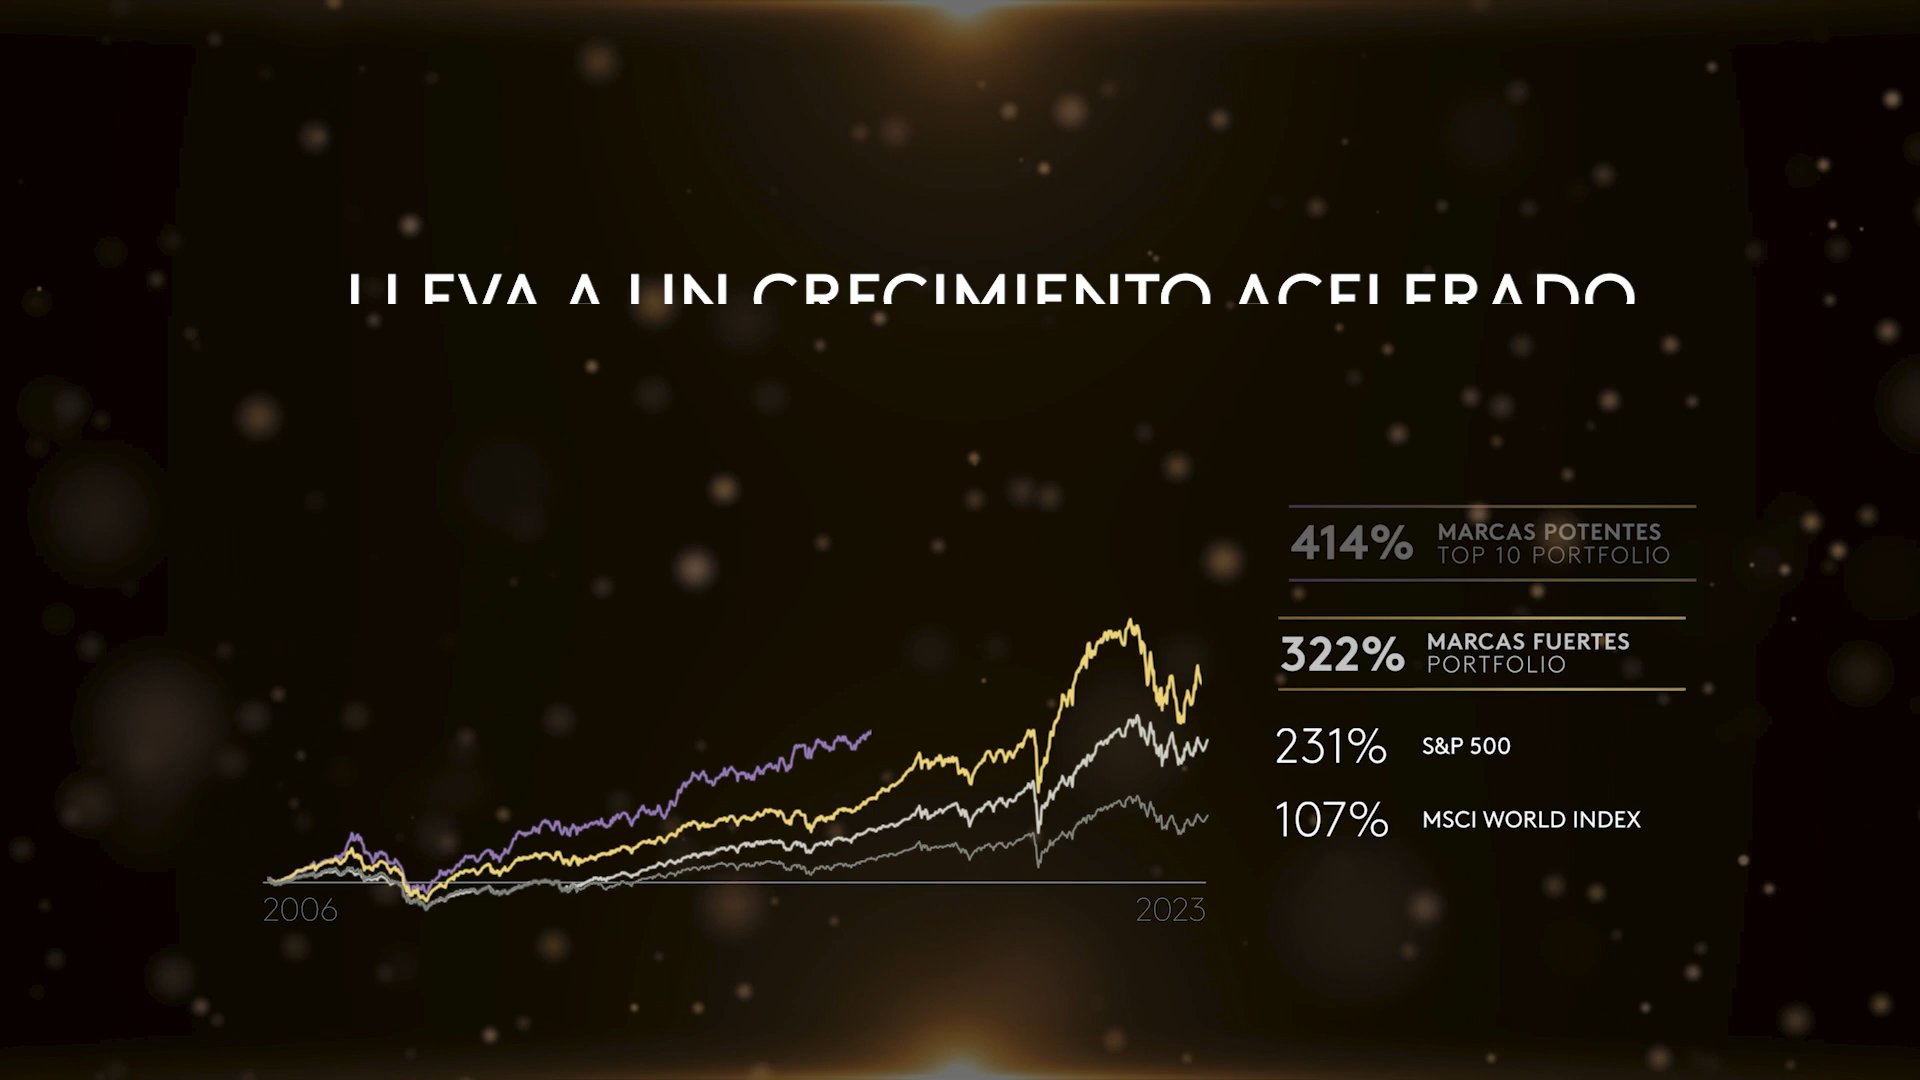 LLEVA A UN CRECIMIENTO ACELERADO
414% MARCAS POTENTES
TOP 10 PORTFOLIO
322% MARCAS FUERTES
PORTFOLIO
231% S&P 500
107% MSCI WORLD INDEX
2006 2023